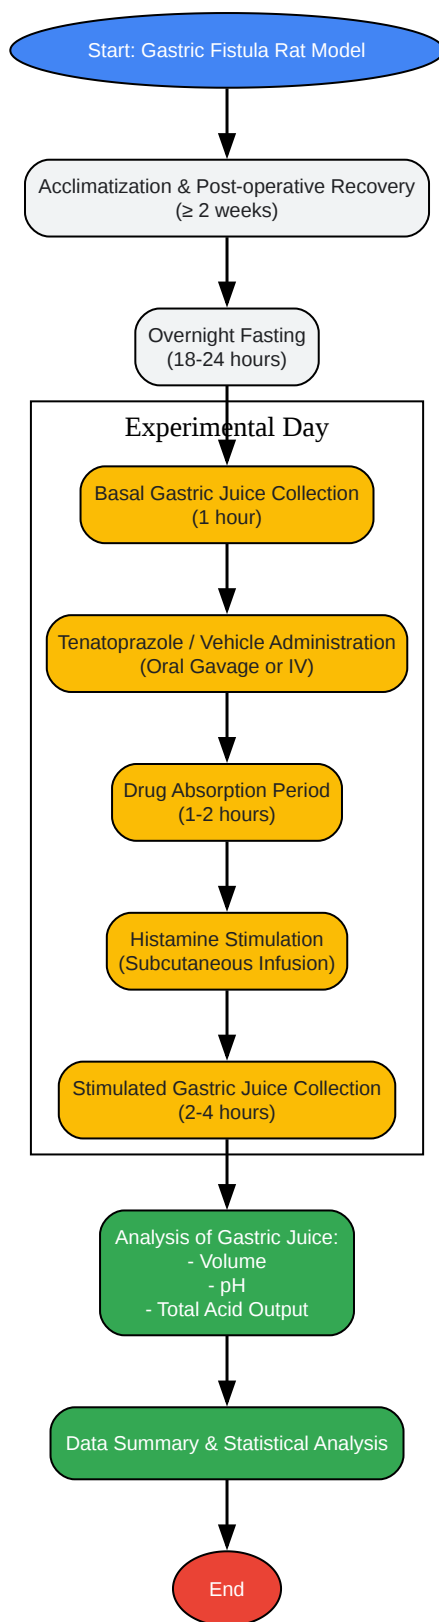 Start: Gastric Fistula Rat Model
Acclimatization & Post-operative Recovery
(≥ 2 weeks)
Overnight Fasting
(18-24 hours)
Experimental Day
Basal Gastric Juice Collection
(1 hour)
Tenatoprazole / Vehicle Administration
(Oral Gavage or IV)
Drug Absorption Period
(1-2 hours)
Histamine Stimulation
(Subcutaneous Infusion)
Stimulated Gastric Juice Collection
(2-4 hours)
Analysis of Gastric Juice:
- Volume
- pH
- Total Acid Output
Data Summary & Statistical Analysis
End